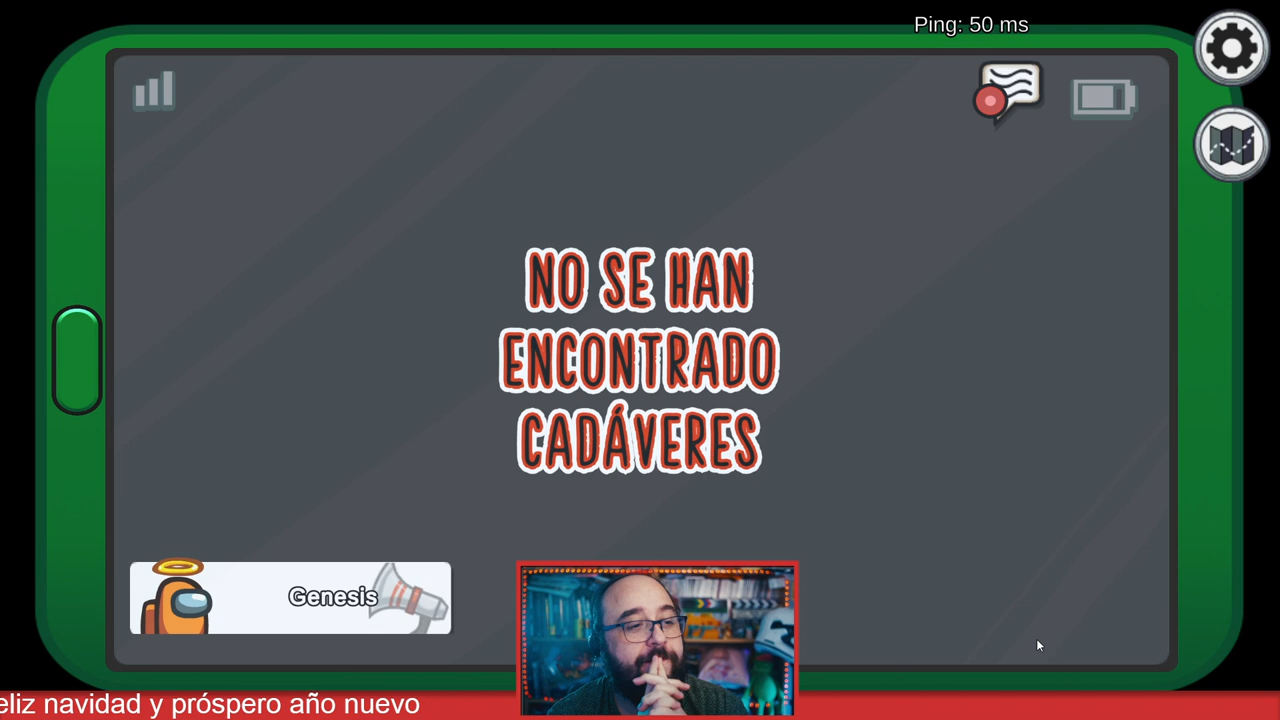 Ping: 50 ms
NO SE HAN
ENCONTRADO
CADÁVERES
Genesis
eliz navidad y próspero año nuevo